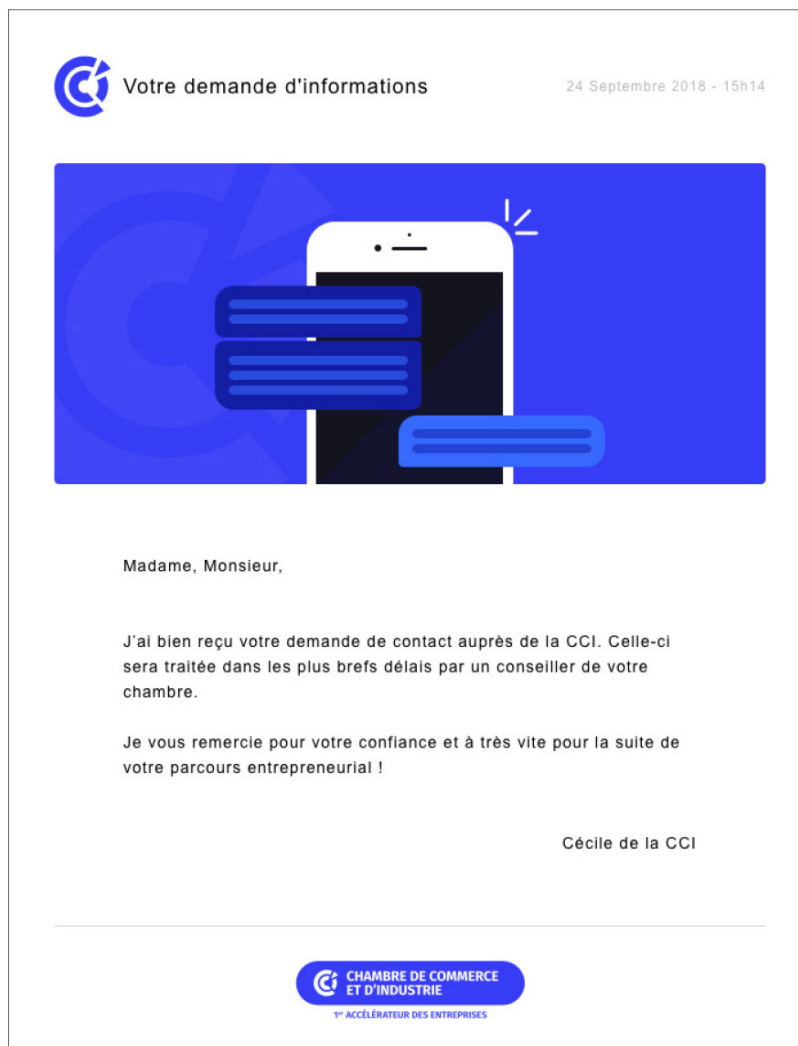 Votre demande d'informations
24 Septembre 2018 - 15h14
Madame, Monsieur,
J'ai bien reçu votre demande de contact auprès de la CCI. Celle-ci
sera traitée dans les plus brefs délais par un conseiller de votre
chambre.
Je vous remercie pour votre confiance et à très vite pour la suite de
votre parcours entrepreneurial !
Cécile de la CCI
CHAMBRE DE COMMERCE
ET D'INDUSTRIE
1er ACCÉLÉRATEUR DES ENTREPRISES